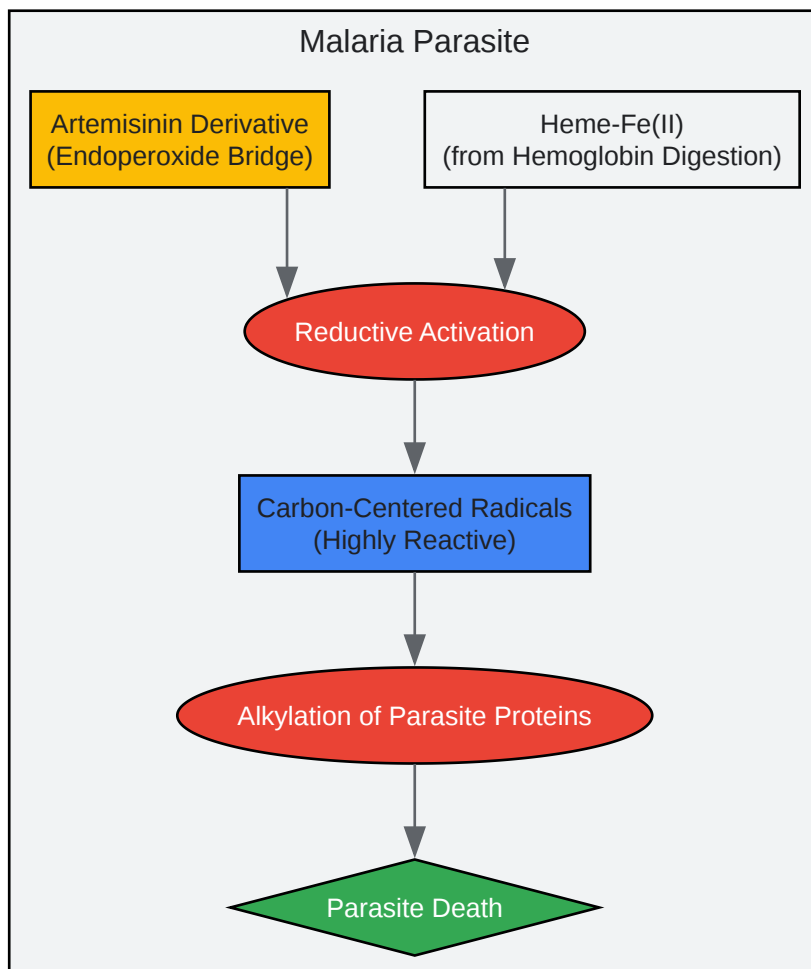 Malaria Parasite
Artemisinin Derivative
(Endoperoxide Bridge)
Heme-Fe(II)
(from Hemoglobin Digestion)
Reductive Activation
Carbon-Centered Radicals
(Highly Reactive)
Alkylation of Parasite Proteins
Parasite Death